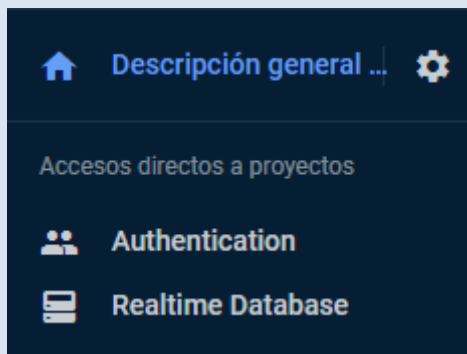 Descripción general ...
Accesos directos a proyectos
Authentication
Realtime Database